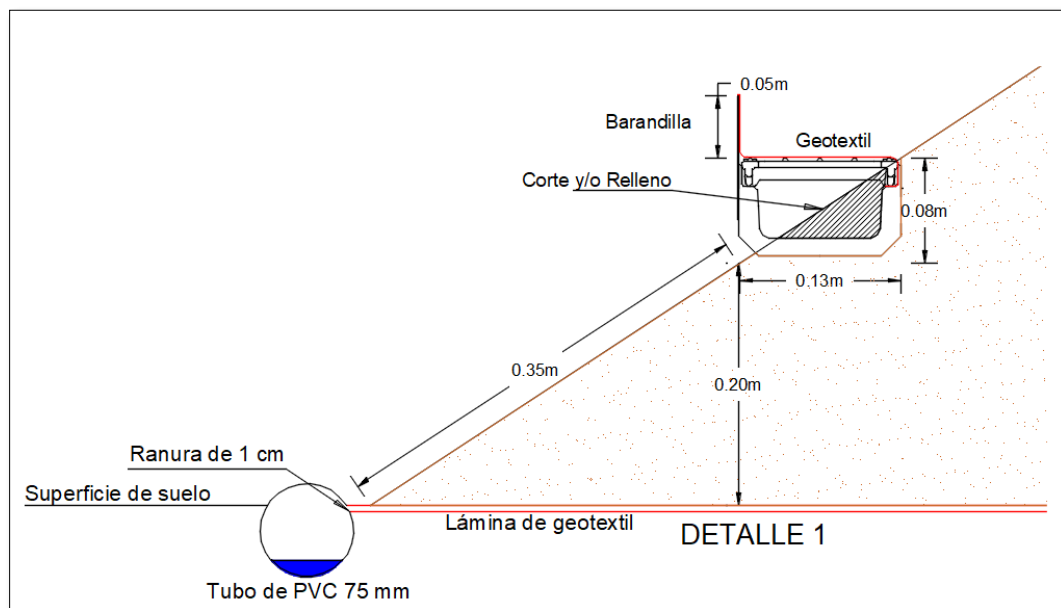 0.05m
Barandilla
Geotextil
Corte y/o Relleno
0.08m
0.13m
0.35m
0.20m
Ranura de 1 cm
Superficie de suelo
Lámina de geotextil
DETALLE 1
Tubo de PVC 75 mm